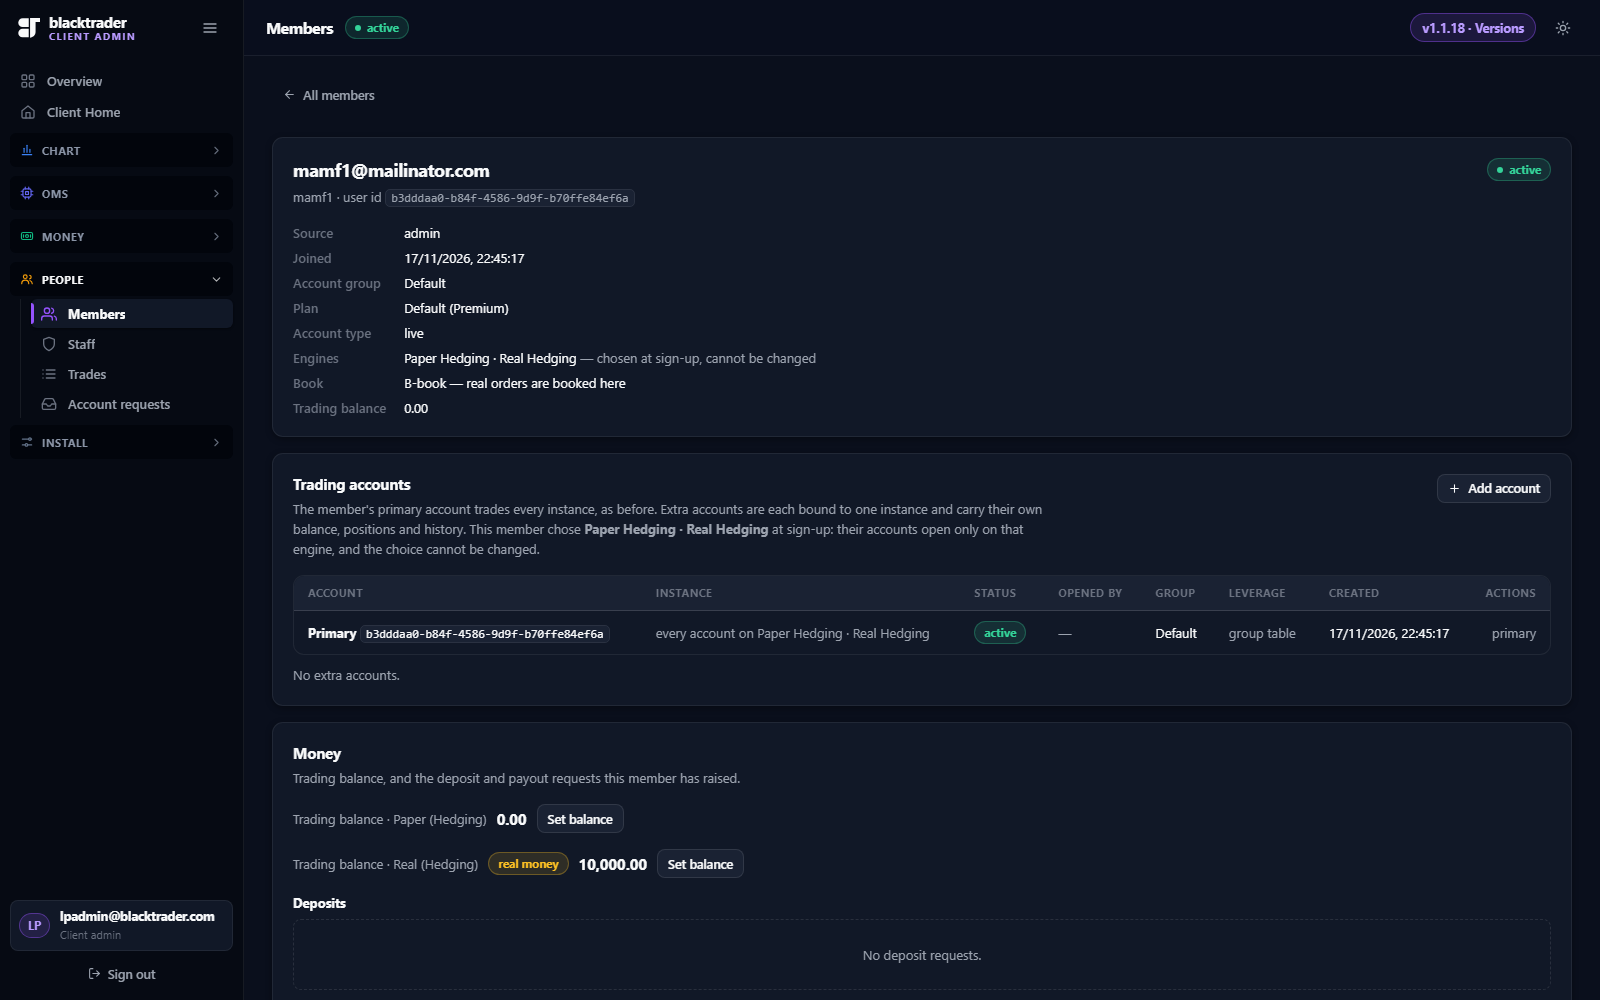 blacktrader
CLIENT ADMIN
Members
active
v1.1.18 · Versions
Overview
Client Home
CHART
OMS
MONEY
PEOPLE
Members
Staff
Trades
Account requests
INSTALL
LP
lpadmin@blacktrader.com
Client admin
Sign out
All members
mamf1@mailinator.com
active
mamf1 · user id b3dddaa0-b84f-4586-9d9f-b70ffe84ef6a
Source admin
Joined 17/11/2026, 22:45:17
Account group Default
Plan Default (Premium)
Account type live
Engines Paper Hedging · Real Hedging — chosen at sign-up, cannot be changed
Book B-book — real orders are booked here
Trading balance 0.00
Trading accounts
Add account
The member's primary account trades every instance, as before. Extra accounts are each bound to one instance and carry their own
balance, positions and history. This member chose Paper Hedging · Real Hedging at sign-up: their accounts open only on that
engine, and the choice cannot be changed.
ACCOUNT INSTANCE STATUS OPENED BY GROUP LEVERAGE CREATED ACTIONS
Primary b3dddaa0-b84f-4586-9d9f-b70ffe84ef6a every account on Paper Hedging · Real Hedging active — Default group table 17/11/2026, 22:45:17 primary
No extra accounts.
Money
Trading balance, and the deposit and payout requests this member has raised.
Trading balance · Paper (Hedging) 0.00 Set balance
Trading balance · Real (Hedging) real money 10,000.00 Set balance
Deposits
No deposit requests.